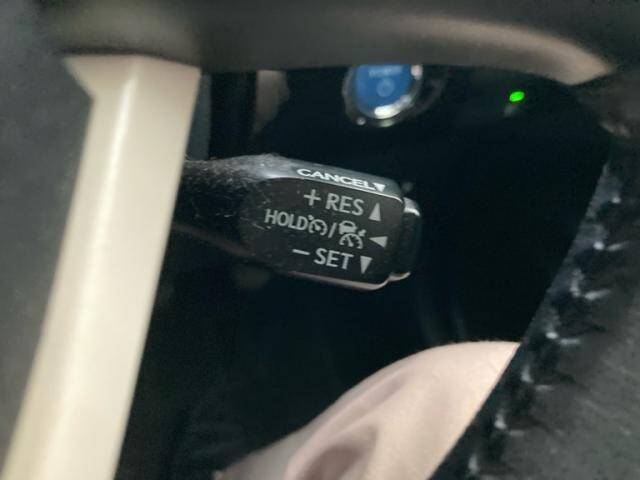 CANCEL
+ RES
HOLD /
− SET